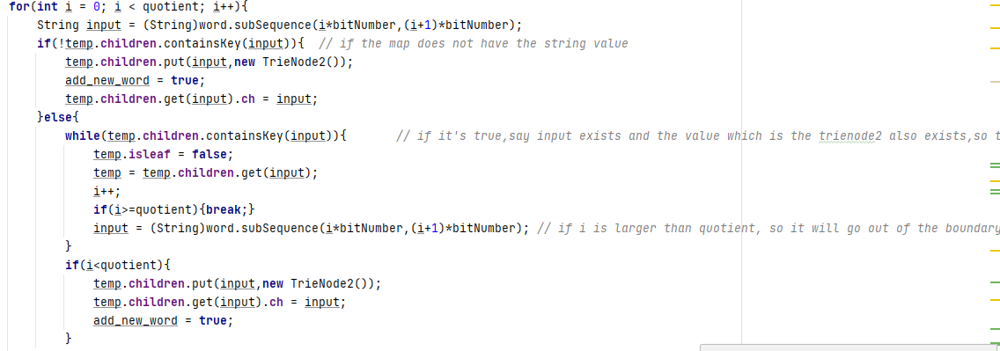 for(int i = 0; i < quotient; i++){
    String input = (String)word.subSequence(i*bitNumber,(i+1)*bitNumber);
    if(!temp.children.containsKey(input)){  // if the map does not have the string value
        temp.children.put(input,new TrieNode2());
        add_new_word = true;
        temp.children.get(input).ch = input;
    }else{
        while(temp.children.containsKey(input)){       // if it's true,say input exists and the value which is the trienode2 also exists,so t
            temp.isleaf = false;
            temp = temp.children.get(input);
            i++;
            if(i>=quotient){break;}
            input = (String)word.subSequence(i*bitNumber,(i+1)*bitNumber); // if i is larger than quotient, so it will go out of the boundary
        }
        if(i<quotient){
            temp.children.put(input,new TrieNode2());
            temp.children.get(input).ch = input;
            add_new_word = true;
        }